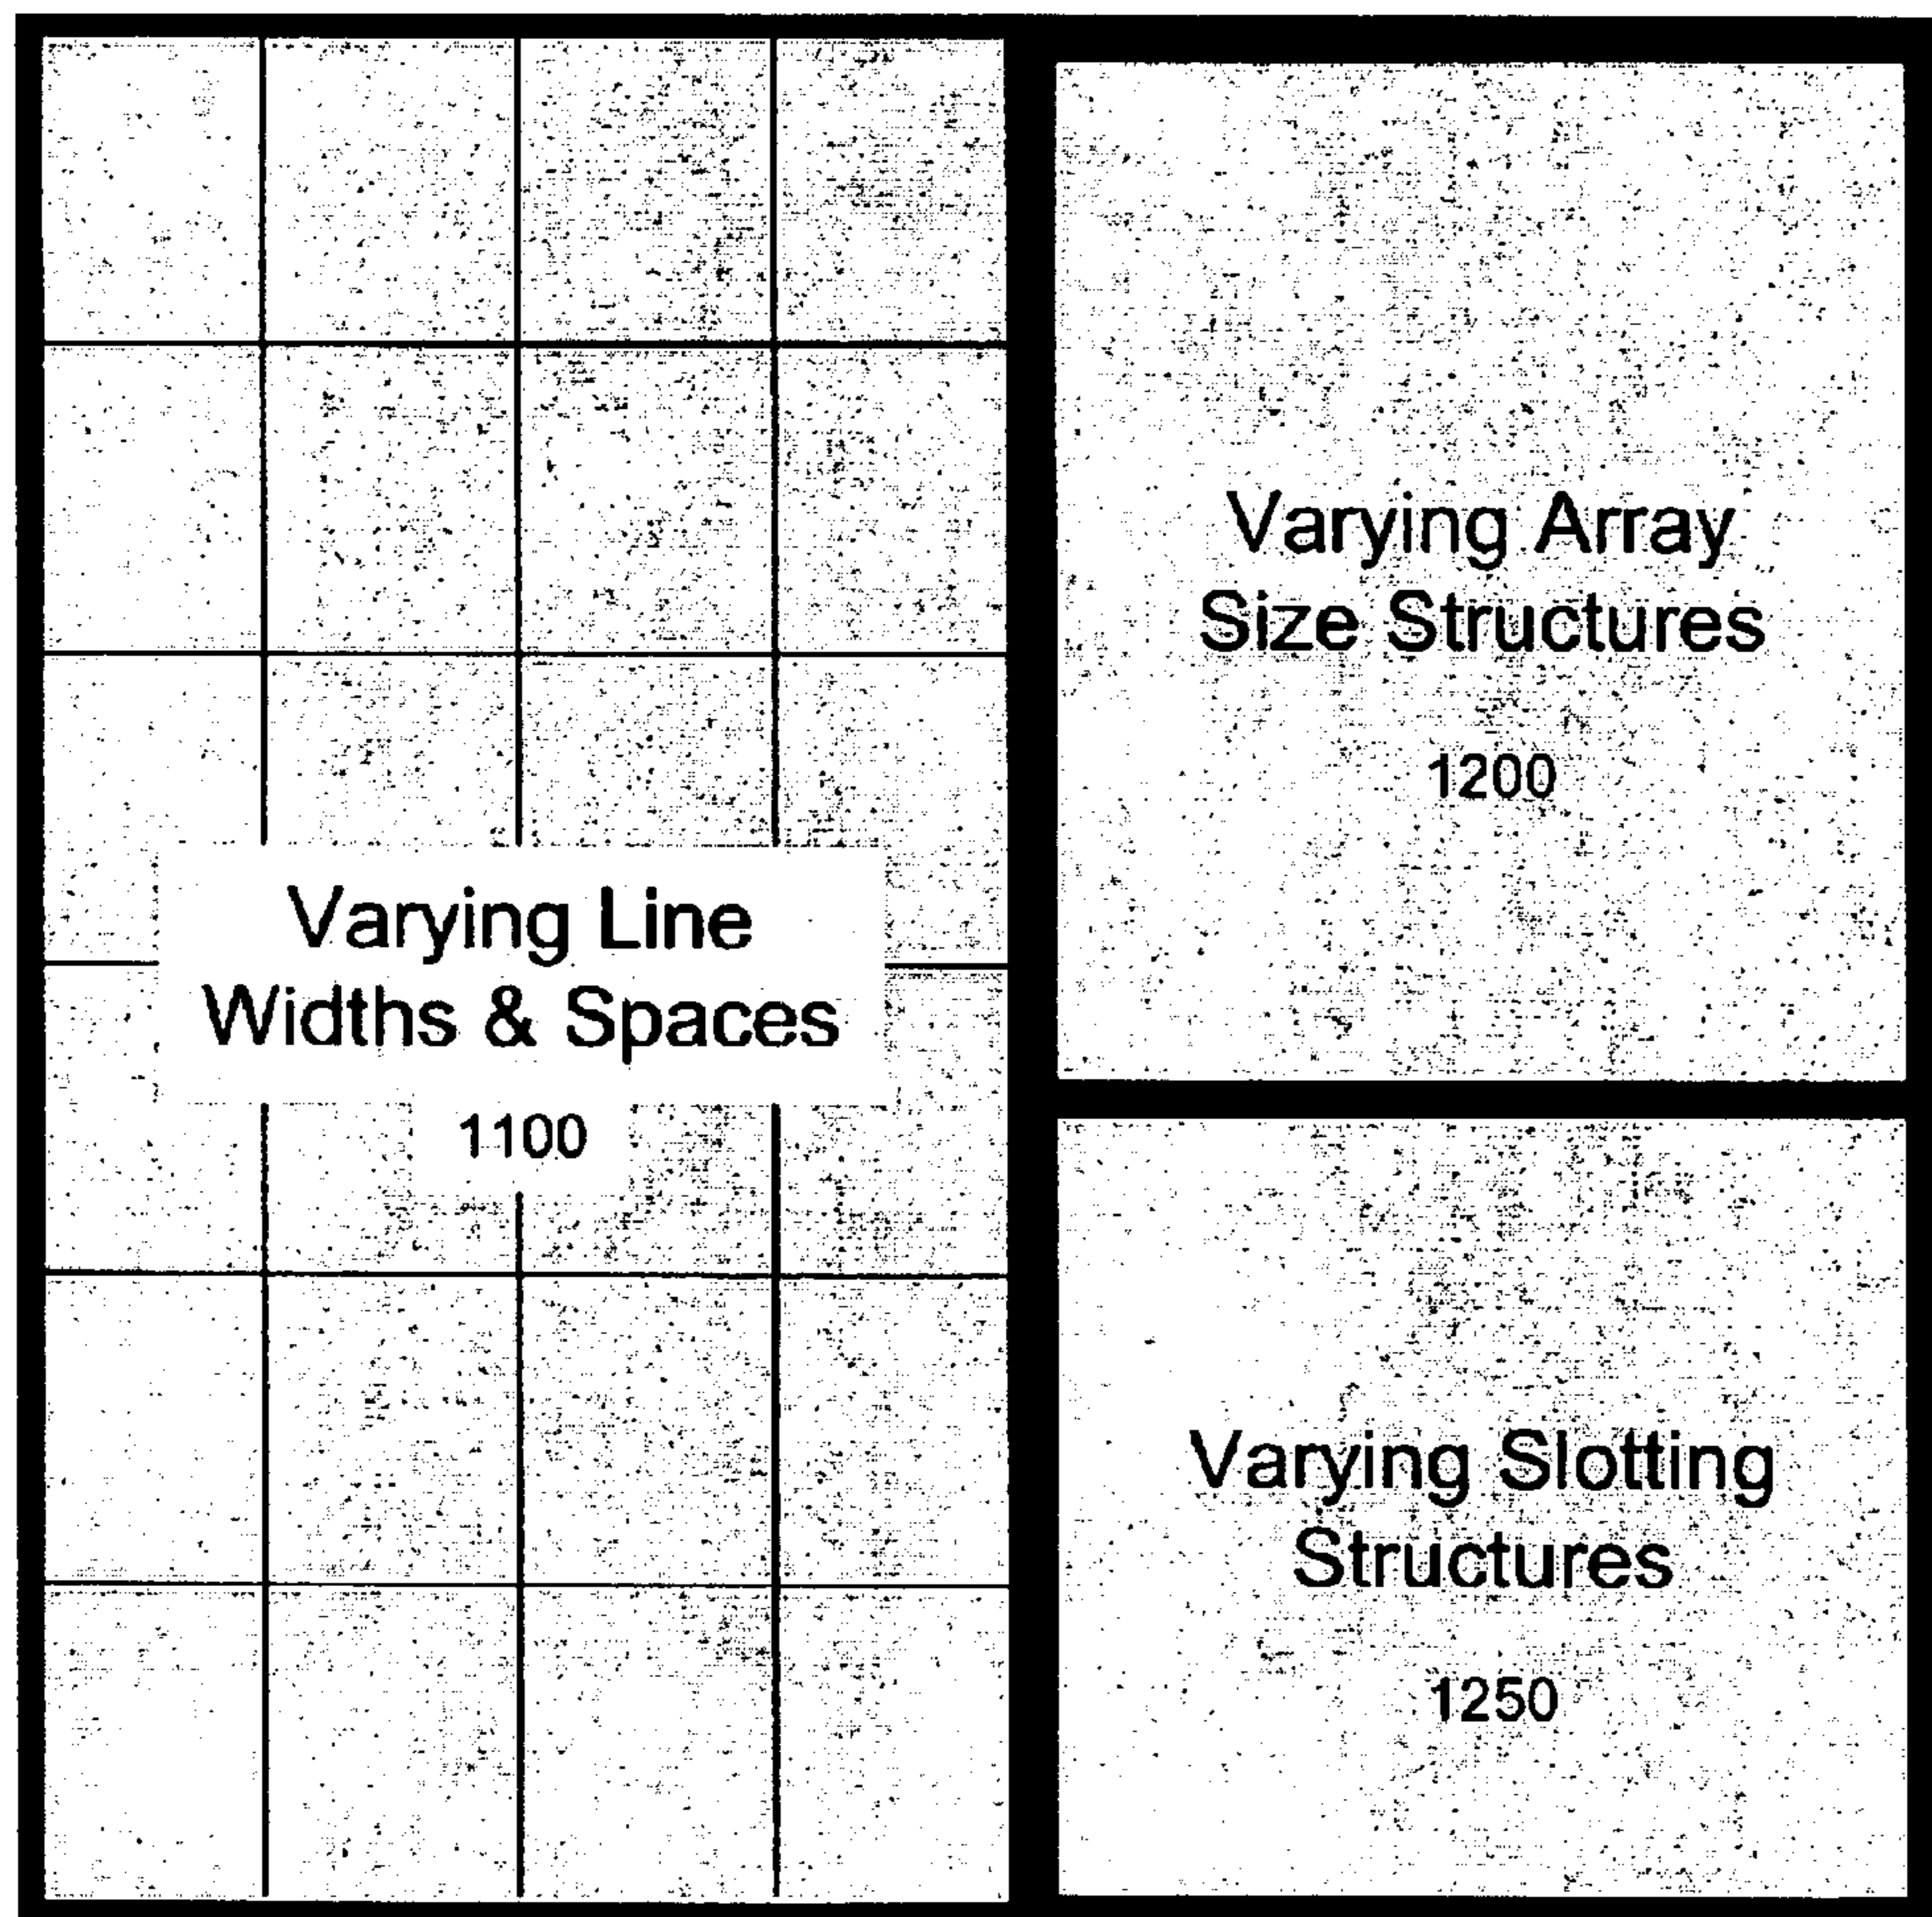 Varying Line
Widths & Spaces
1100
Varying Array
Size Structures
1200
Varying Slotting
Structures
1250